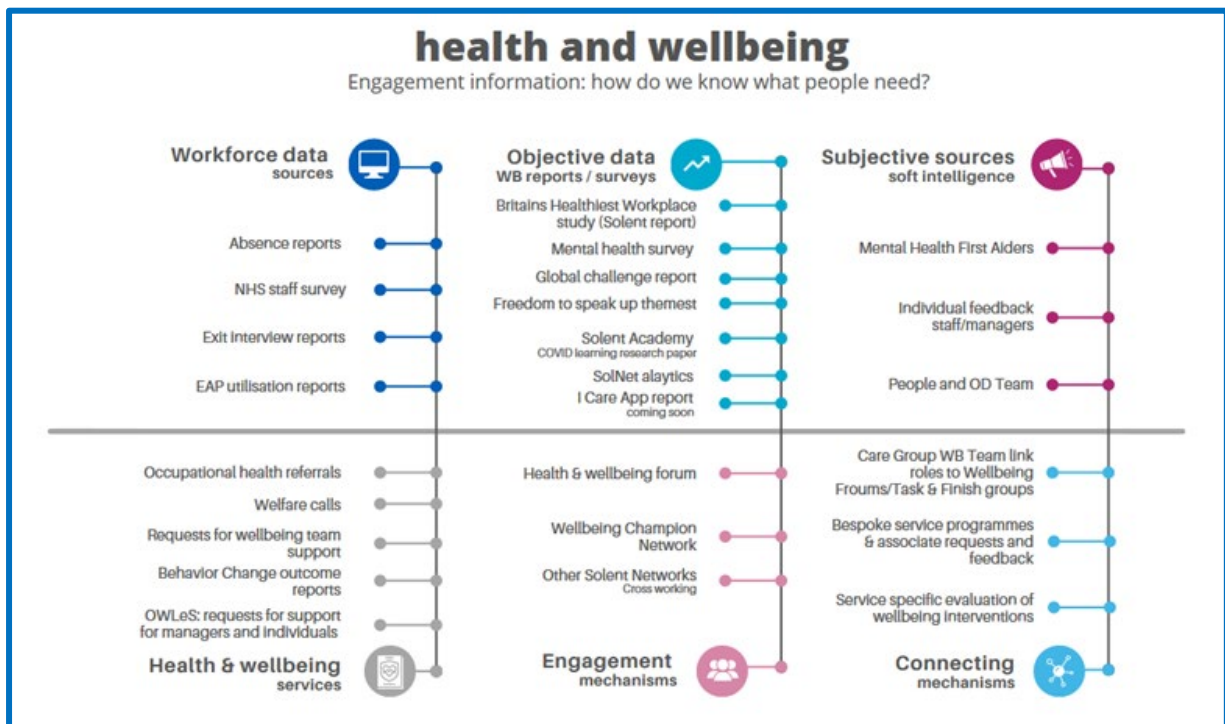 health and wellbeing
Engagement information: how do we know what people need?
Workforce data
sources
Absence reports
NHS staff survey
Exit interview reports
EAP utilisation reports
Objective data
WB reports / surveys
Britains Healthiest Workplace
study (Solent report)
Mental health survey
Global challenge report
Freedom to speak up themest
Solent Academy
COVID learning research paper
SolNet alaytics
I Care App report
coming soon
Subjective sources
soft intelligence
Mental Health First Aiders
Individual feedback
staff/managers
People and OD Team
Occupational health referrals
Welfare calls
Requests for wellbeing team
support
Behavior Change outcome
reports
OWLeS: requests for support
for managers and individuals
Health & wellbeing
services
Health & wellbeing forum
Wellbeing Champion
Network
Other Solent Networks
Cross working
Engagement
mechanisms
Care Group WB Team link
roles to Wellbeing
Froums/Task & Finish groups
Bespoke service programmes
& associate requests and
feedback
Service specific evaluation of
wellbeing interventions
Connecting
mechanisms